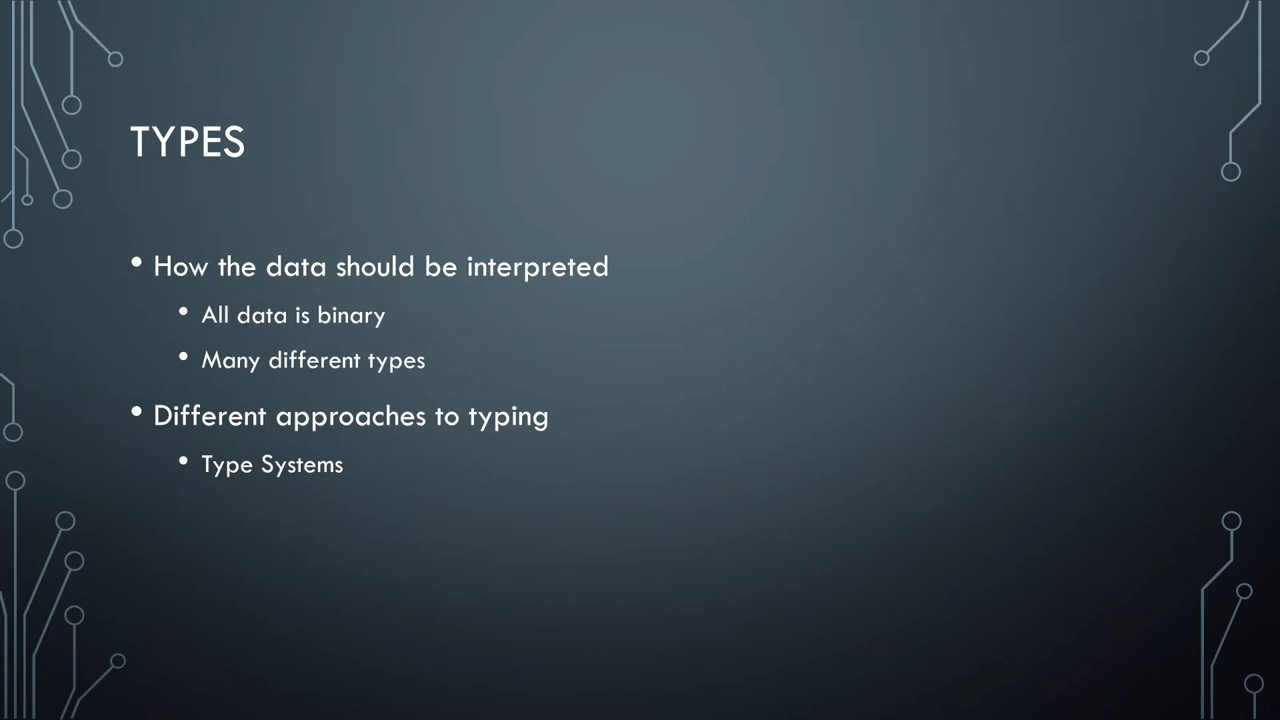 TYPES
• How the data should be interpreted
• All data is binary
• Many different types
• Different approaches to typing
• Type Systems